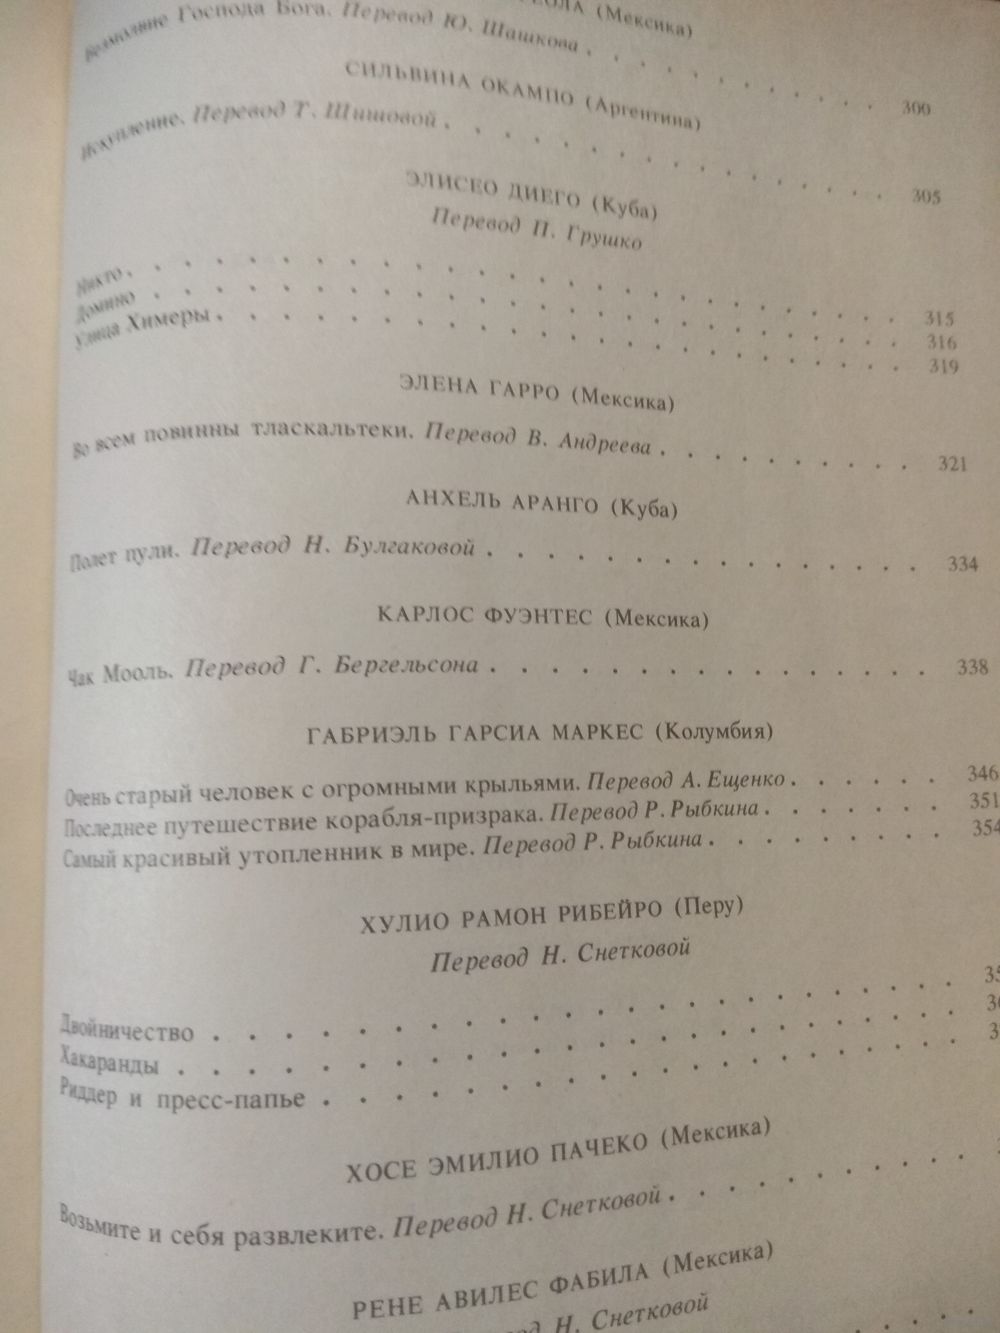 (Мексика)
Безмолвие Господа Бога. Перевод Ю. Шашкова . . . . . . . . . . . 300
СИЛЬВИНА ОКАМПО (Аргентина)
Искупление. Перевод Т. Шишовой . . . . . . . . . . . . . . . . 305
ЭЛИСЕО ДИЕГО (Куба)
Перевод П. Грушко
Никто . . . . . . . . . . . . . . . . . . . . . . . . 315
Домино . . . . . . . . . . . . . . . . . . . . . . . 316
Улица Химеры . . . . . . . . . . . . . . . . . . . . . 319
ЭЛЕНА ГАРРО (Мексика)
Во всем повинны тласкальтеки. Перевод В. Андреева . . . . . . . . . . 321
АНХЕЛЬ АРАНГО (Куба)
Полет пули. Перевод Н. Булгаковой . . . . . . . . . . . . . . . 334
КАРЛОС ФУЭНТЕС (Мексика)
Чак Мооль. Перевод Г. Бергельсона . . . . . . . . . . . . . . . 338
ГАБРИЭЛЬ ГАРСИА МАРКЕС (Колумбия)
Очень старый человек с огромными крыльями. Перевод А. Ещенко . . . . . . 346
Последнее путешествие корабля-призрака. Перевод Р. Рыбкина . . . . . . . 351
Самый красивый утопленник в мире. Перевод Р. Рыбкина . . . . . . . . . 354
ХУЛИО РАМОН РИБЕЙРО (Перу)
Перевод Н. Снетковой
Двойничество . . . . . . . . . . . . . . . . . . . . .
Хакаранды . . . . . . . . . . . . . . . . . . . . . .
Риддер и пресс-папье . . . . . . . . . . . . . . . . . .
ХОСЕ ЭМИЛИО ПАЧЕКО (Мексика)
Возьмите и себя развлеките. Перевод Н. Снетковой . . . . . . . . . .
РЕНЕ АВИЛЕС ФАБИЛА (Мексика)
Н. Снетковой